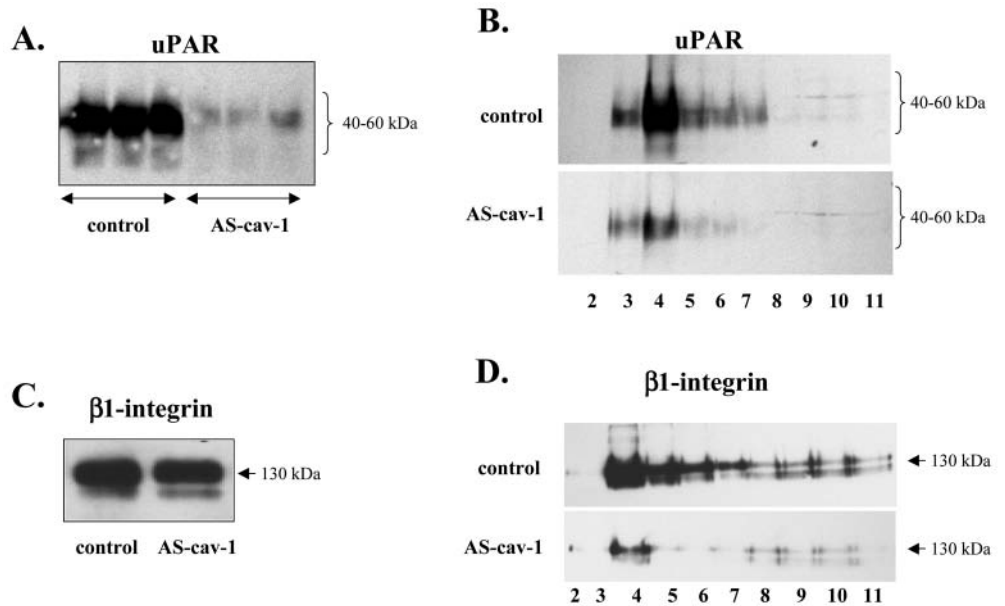 A.
uPAR
40-60 kDa
control AS-cav-1
B.
uPAR
control
40-60 kDa
AS-cav-1
40-60 kDa
2 3 4 5 6 7 8 9 10 11
C.
β1-integrin
130 kDa
control AS-cav-1
D.
β1-integrin
control
130 kDa
AS-cav-1
130 kDa
2 3 4 5 6 7 8 9 10 11